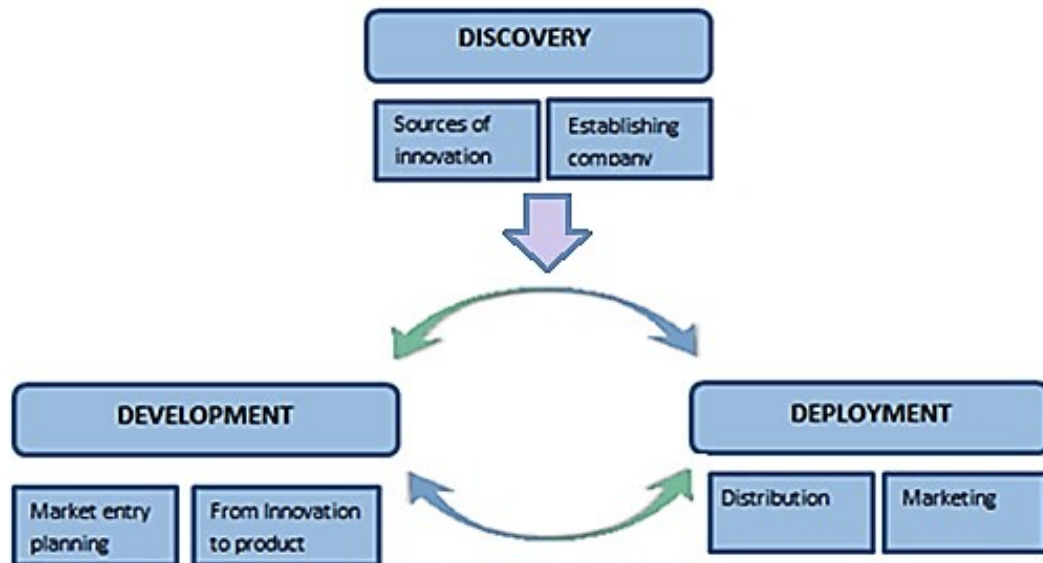 DISCOVERY
Sources of
innovation
Establishing
company
DEVELOPMENT
Market entry
planning
From Innovation
to product
DEPLOYMENT
Distribution
Marketing